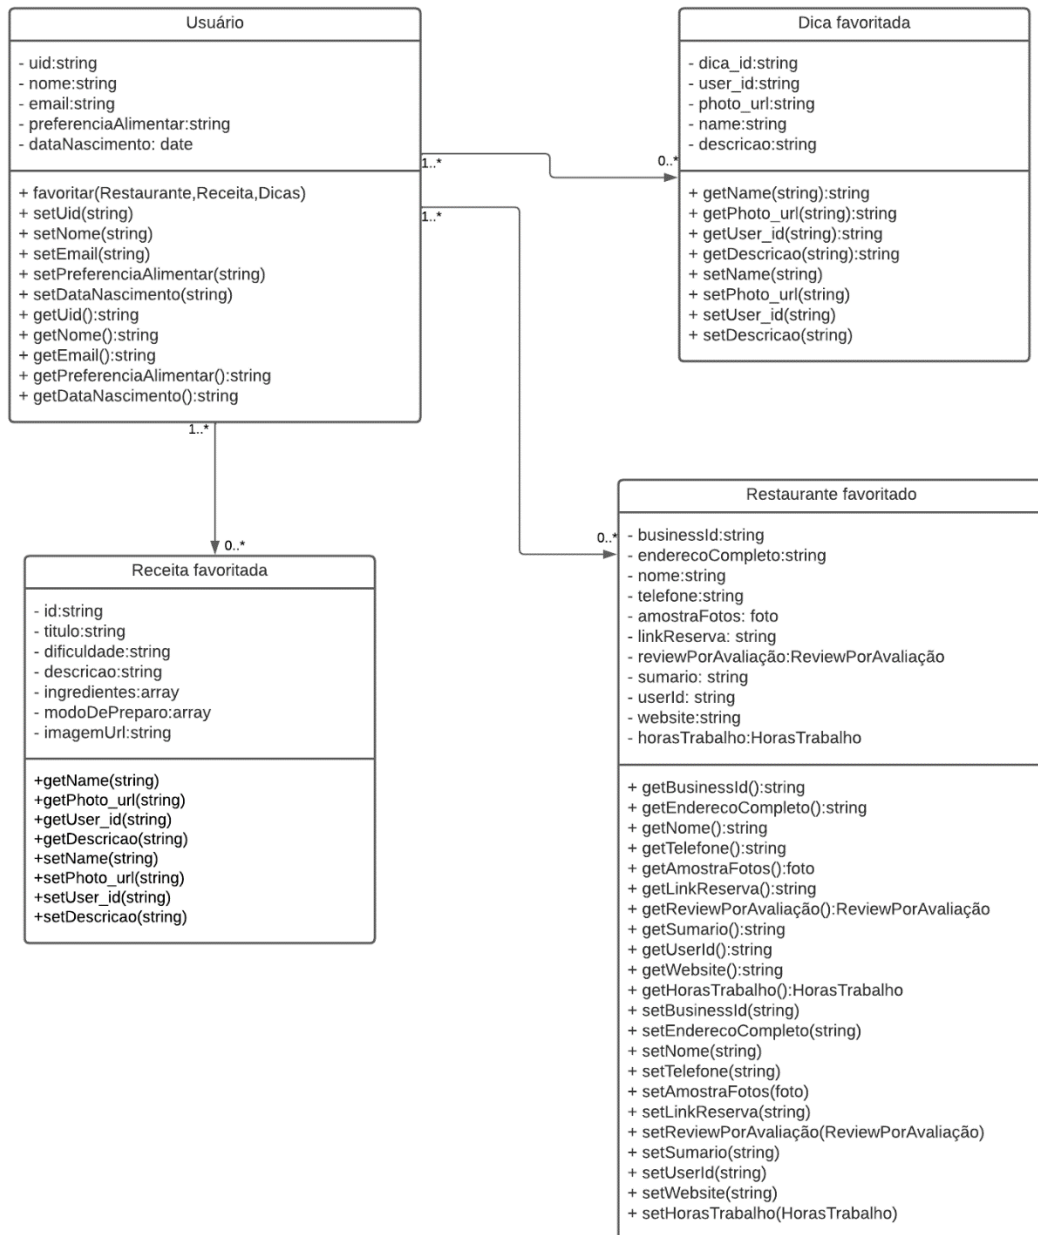 Usuário
- uid:string
- nome:string
- email:string
- preferenciaAlimentar:string
- dataNascimento: date
+ favoritar(Restaurante,Receita,Dicas)
+ setUid(string)
+ setNome(string)
+ setEmail(string)
+ setPreferenciaAlimentar(string)
+ setDataNascimento(string)
+ getUid():string
+ getNome():string
+ getEmail():string
+ getPreferenciaAlimentar():string
+ getDataNascimento():string
1..*
0..*
1..*
0..*
1..*
0..*
Dica favoritada
- dica_id:string
- user_id:string
- photo_url:string
- name:string
- descricao:string
+ getName(string):string
+ getPhoto_url(string):string
+ getUser_id(string):string
+ getDescricao(string):string
+ setName(string)
+ setPhoto_url(string)
+ setUser_id(string)
+ setDescricao(string)
Receita favoritada
- id:string
- titulo:string
- dificuldade:string
- descricao:string
- ingredientes:array
- modoDePreparo:array
- imagemUrl:string
+getName(string)
+getPhoto_url(string)
+getUser_id(string)
+getDescricao(string)
+setName(string)
+setPhoto_url(string)
+setUser_id(string)
+setDescricao(string)
Restaurante favoritado
- businessId:string
- enderecoCompleto:string
- nome:string
- telefone:string
- amostraFotos: foto
- linkReserva: string
- reviewPorAvaliação:ReviewPorAvaliação
- sumario: string
- userId: string
- website:string
- horasTrabalho:HorasTrabalho
+ getBusinessId():string
+ getEnderecoCompleto():string
+ getNome():string
+ getTelefone():string
+ getAmostraFotos():foto
+ getLinkReserva():string
+ getReviewPorAvaliação():ReviewPorAvaliação
+ getSumario():string
+ getUserId():string
+ getWebsite():string
+ getHorasTrabalho():HorasTrabalho
+ setBusinessId(string)
+ setEnderecoCompleto(string)
+ setNome(string)
+ setTelefone(string)
+ setAmostraFotos(foto)
+ setLinkReserva(string)
+ setReviewPorAvaliação(ReviewPorAvaliação)
+ setSumario(string)
+ setUserId(string)
+ setWebsite(string)
+ setHorasTrabalho(HorasTrabalho)